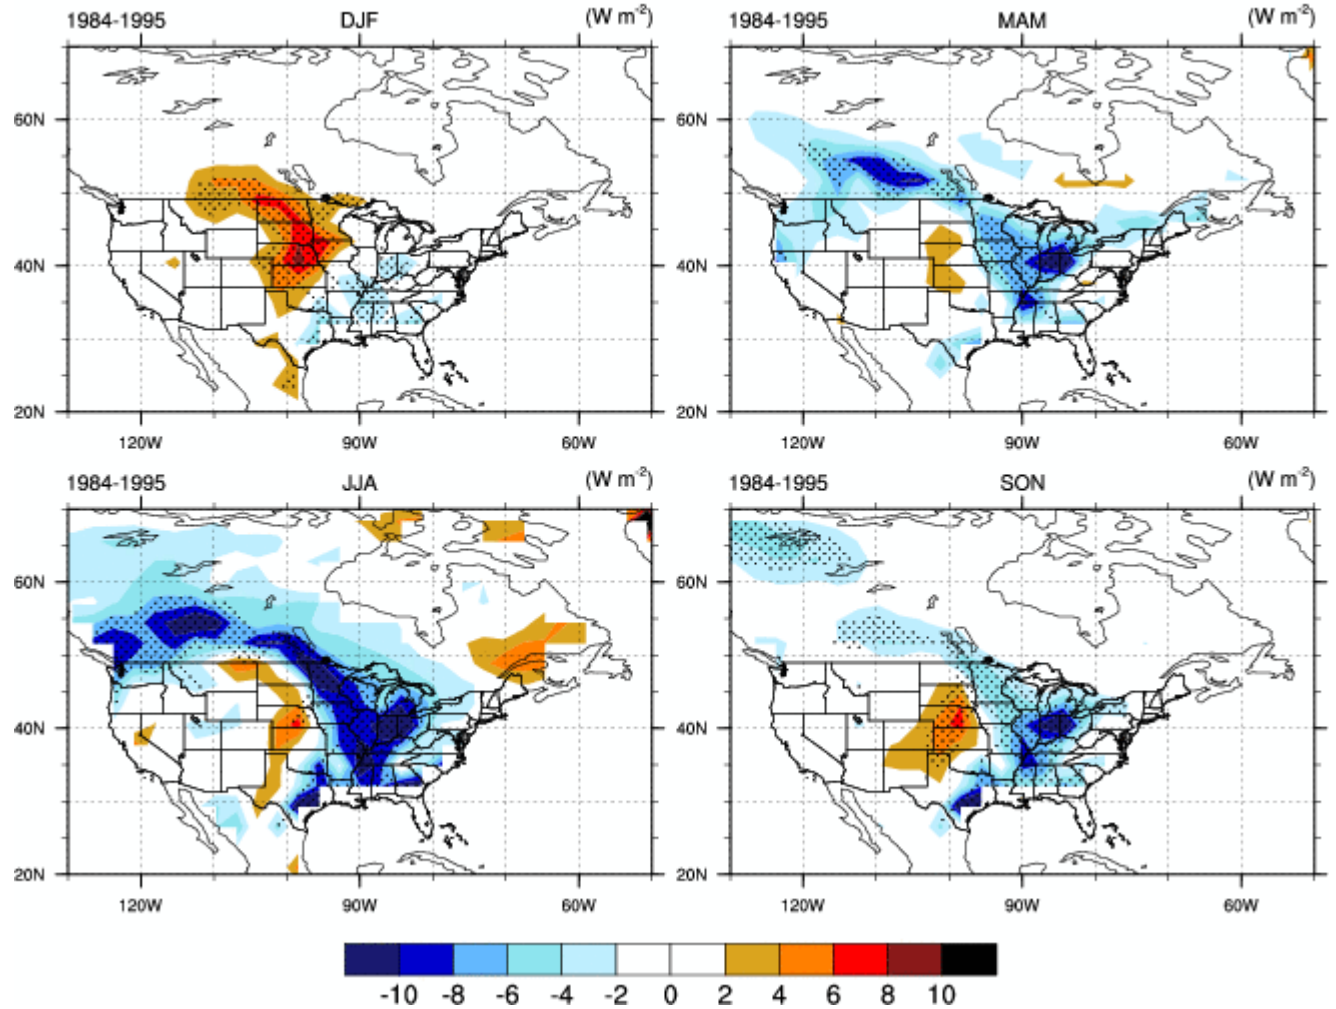 1984-1995 DJF (W m-2)
60N
40N
20N
120W 90W 60W
1984-1995 MAM (W m-2)
60N
40N
20N
120W 90W 60W
1984-1995 JJA (W m-2)
60N
40N
20N
120W 90W 60W
1984-1995 SON (W m-2)
60N
40N
20N
120W 90W 60W
-10 -8 -6 -4 -2 0 2 4 6 8 10